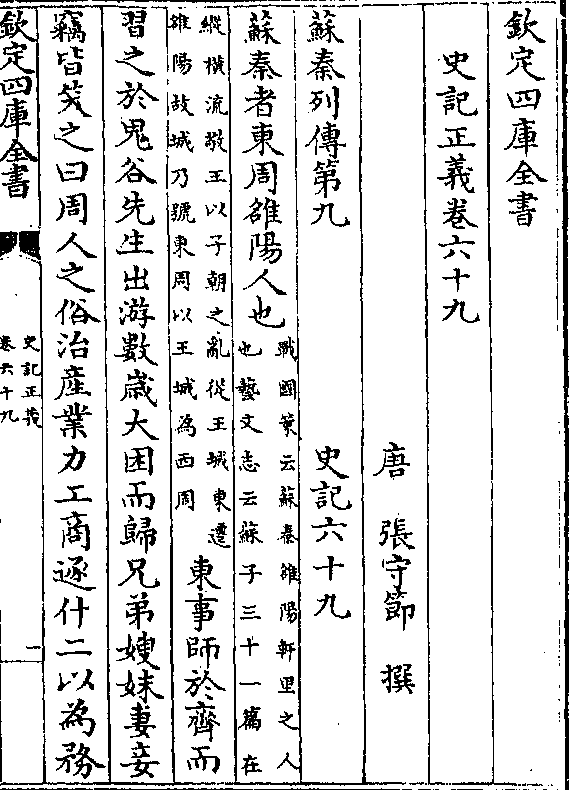 欽定四庫全書
史記正義卷六十九
唐 張守節 撰
蘇秦列傳第九 史記六十九
蘇秦者東周雒陽人也
戰國策云蘇秦雒陽軒里之人
也藝文志云蘇子三十一篇在
縱橫流敬王以子朝之亂從王城東遷
雒陽故城乃號東周以王城為西周
東事師於齊而
習之於鬼谷先生出游數歲大困而歸兄弟嫂妹妻妾
竊皆笑之曰周人之俗治產業力工商逐什二以為務
欽定四庫全書
史記正義
卷六十九
一